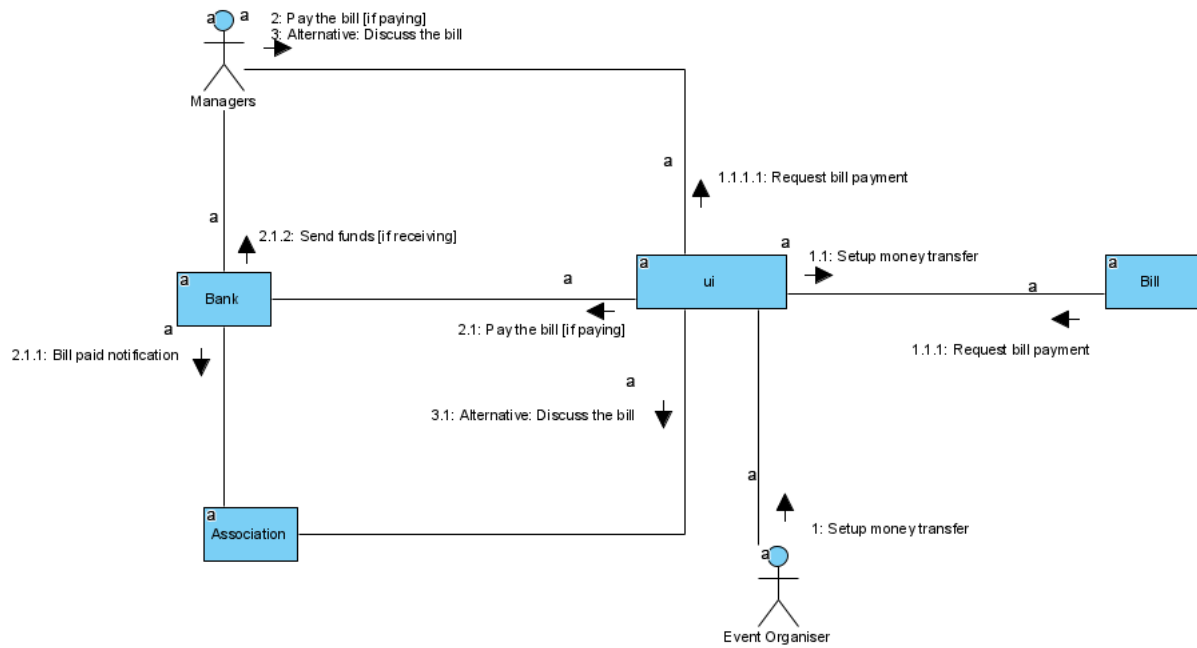 a
a
2: Pay the bill [if paying]
3: Alternative: Discuss the bill
Managers
a
1.1.1.1: Request bill payment
a
2.1.2: Send funds [if receiving]
a
1.1: Setup money transfer
a
Bank
a
a
ui
a
a
Bill
a
2.1: Pay the bill [if paying]
2.1.1: Bill paid notification
1.1.1: Request bill payment
a
3.1: Alternative: Discuss the bill
a
a
Association
1: Setup money transfer
a
Event Organiser